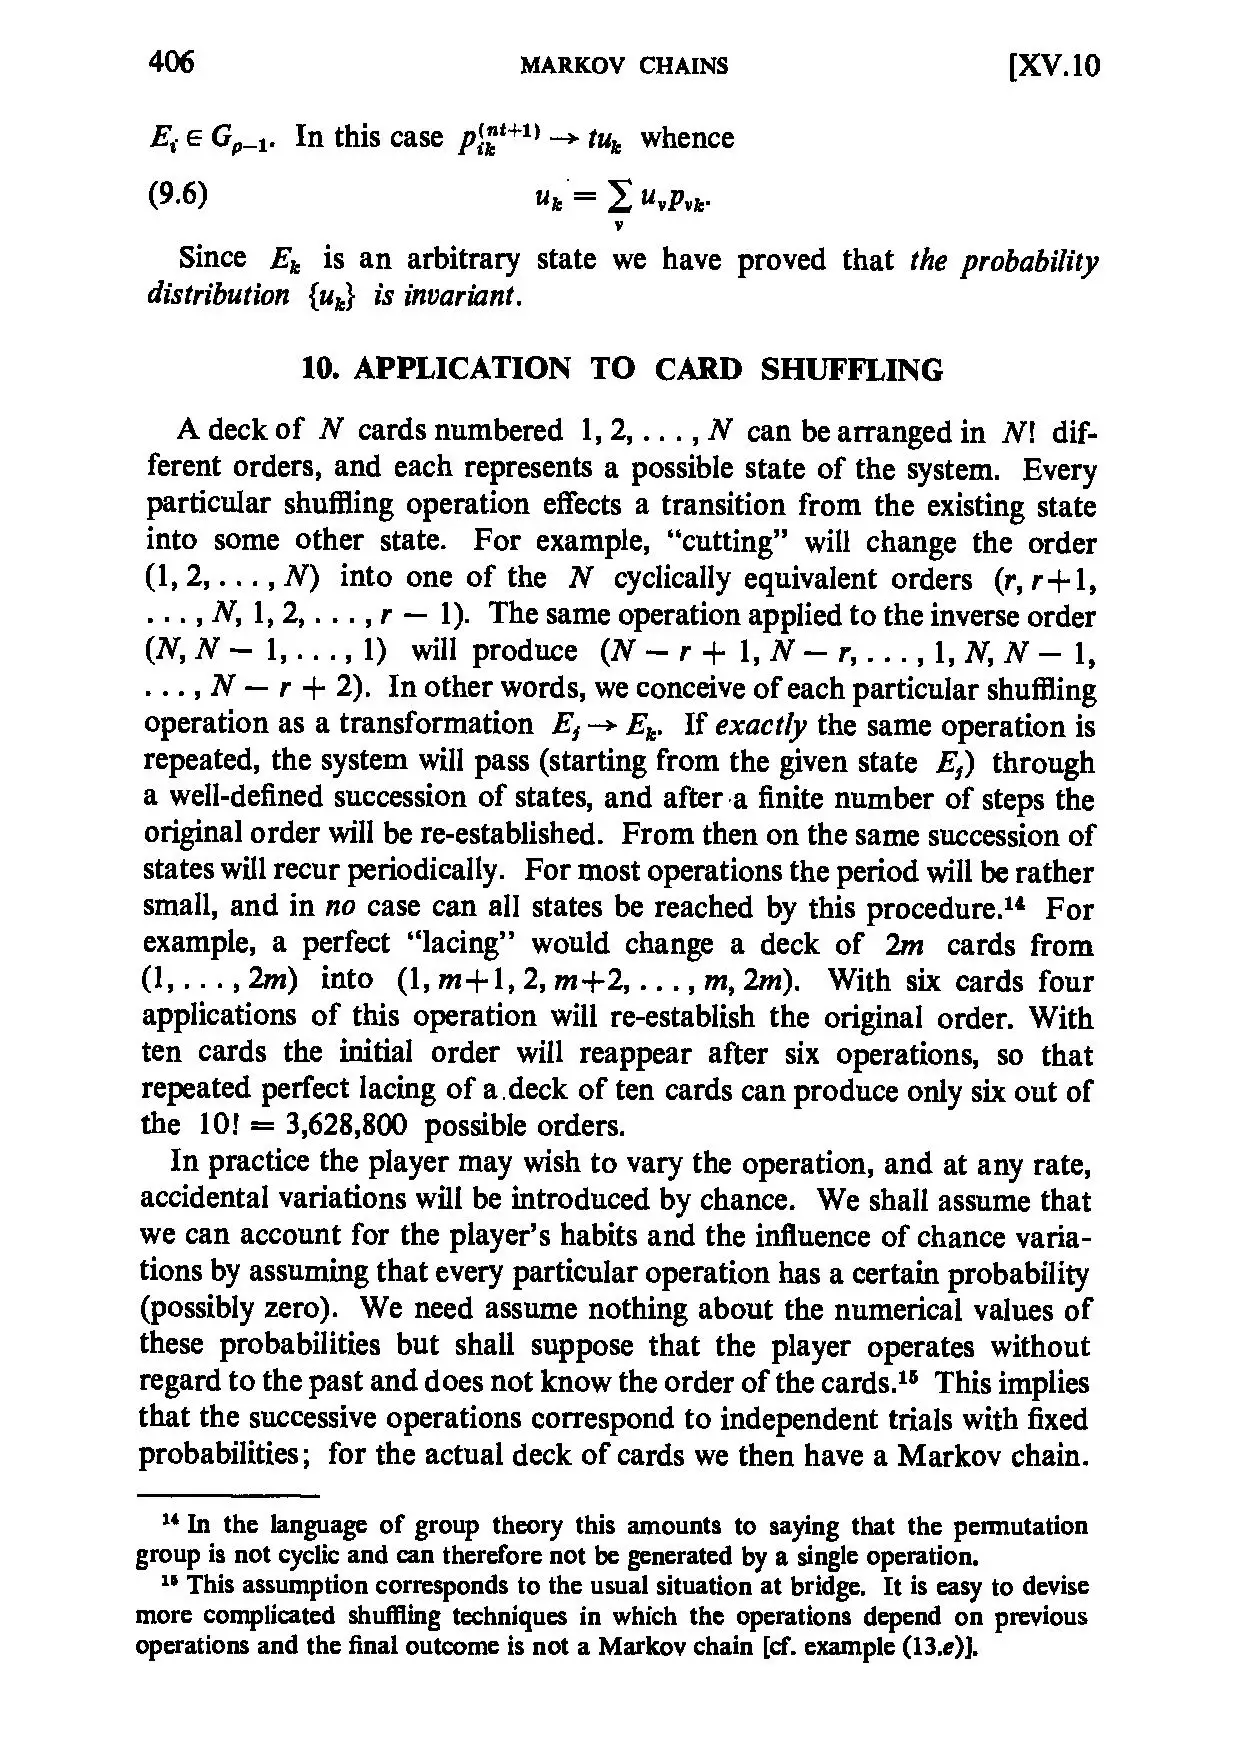 406 MARKOV CHAINS [XV.10
E_i ∈ G_{ρ−1}. In this case p_{ik}^{(nt+1)} → tu_k whence
(9.6) u_k = ∑_ν u_ν p_{νk}.
Since E_k is an arbitrary state we have proved that the probability
distribution {u_k} is invariant.
10. APPLICATION TO CARD SHUFFLING
A deck of N cards numbered 1, 2, . . . , N can be arranged in N! dif-
ferent orders, and each represents a possible state of the system. Every
particular shuffling operation effects a transition from the existing state
into some other state. For example, “cutting” will change the order
(1, 2, . . . , N) into one of the N cyclically equivalent orders (r, r+1,
. . . , N, 1, 2, . . . , r − 1). The same operation applied to the inverse order
(N, N − 1, . . . , 1) will produce (N − r + 1, N − r, . . . , 1, N, N − 1,
. . . , N − r + 2). In other words, we conceive of each particular shuffling
operation as a transformation E_j → E_k. If exactly the same operation is
repeated, the system will pass (starting from the given state E_j) through
a well-defined succession of states, and after a finite number of steps the
original order will be re-established. From then on the same succession of
states will recur periodically. For most operations the period will be rather
small, and in no case can all states be reached by this procedure.¹⁴ For
example, a perfect “lacing” would change a deck of 2m cards from
(1, . . . , 2m) into (1, m+1, 2, m+2, . . . , m, 2m). With six cards four
applications of this operation will re-establish the original order. With
ten cards the initial order will reappear after six operations, so that
repeated perfect lacing of a deck of ten cards can produce only six out of
the 10! = 3,628,800 possible orders.
In practice the player may wish to vary the operation, and at any rate,
accidental variations will be introduced by chance. We shall assume that
we can account for the player’s habits and the influence of chance varia-
tions by assuming that every particular operation has a certain probability
(possibly zero). We need assume nothing about the numerical values of
these probabilities but shall suppose that the player operates without
regard to the past and does not know the order of the cards.¹⁵ This implies
that the successive operations correspond to independent trials with fixed
probabilities; for the actual deck of cards we then have a Markov chain.
¹⁴ In the language of group theory this amounts to saying that the permutation
group is not cyclic and can therefore not be generated by a single operation.
¹⁵ This assumption corresponds to the usual situation at bridge. It is easy to devise
more complicated shuffling techniques in which the operations depend on previous
operations and the final outcome is not a Markov chain [cf. example (13.e)].